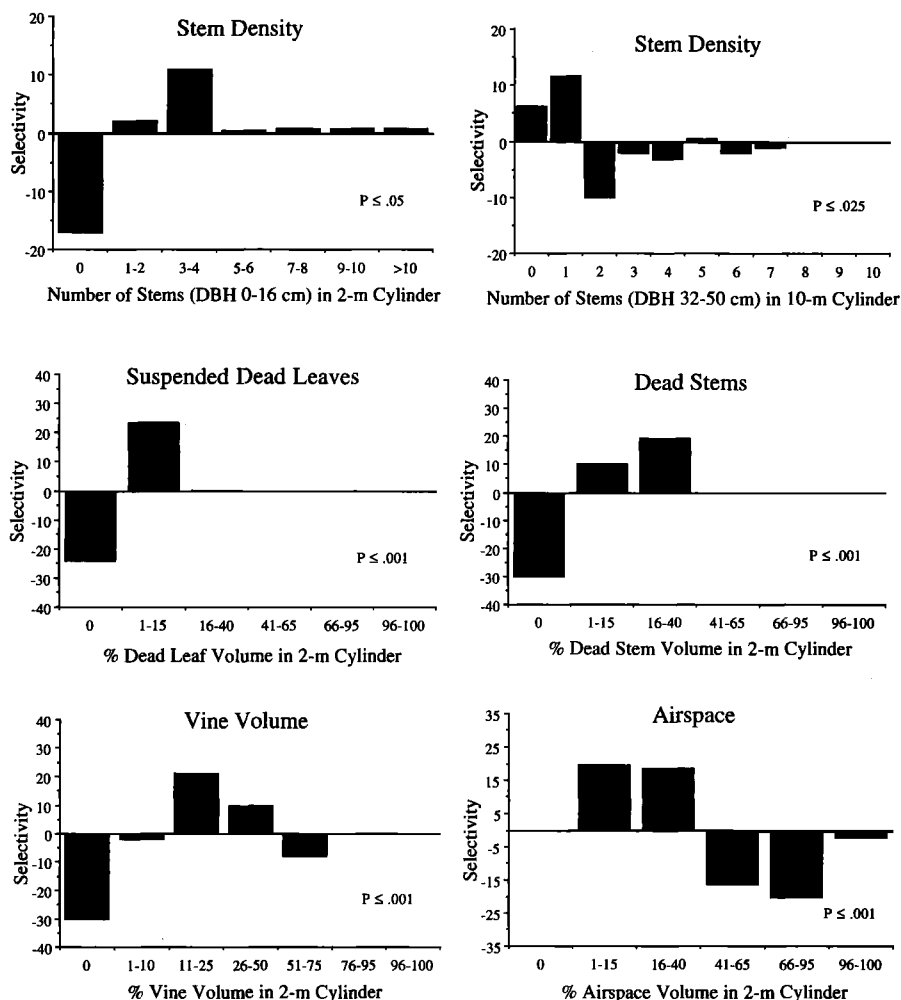 Stem Density
20
10
0
-10
-20
Selectivity
P ≤ .05
0 1-2 3-4 5-6 7-8 9-10 >10
Number of Stems (DBH 0-16 cm) in 2-m Cylinder
Stem Density
20
15
10
5
0
-5
-10
-15
-20
Selectivity
P ≤ .025
0 1 2 3 4 5 6 7 8 9 10
Number of Stems (DBH 32-50 cm) in 10-m Cylinder
Suspended Dead Leaves
40
30
20
10
0
-10
-20
-30
-40
Selectivity
P ≤ .001
0 1-15 16-40 41-65 66-95 96-100
% Dead Leaf Volume in 2-m Cylinder
Dead Stems
40
30
20
10
0
-10
-20
-30
-40
Selectivity
P ≤ .001
0 1-15 16-40 41-65 66-95 96-100
% Dead Stem Volume in 2-m Cylinder
Vine Volume
40
30
20
10
0
-10
-20
-30
-40
Selectivity
P ≤ .001
0 1-10 11-25 26-50 51-75 76-95 96-100
% Vine Volume in 2-m Cylinder
Airspace
35
25
15
5
-5
-15
-25
-35
Selectivity
P ≤ .001
0 1-15 16-40 41-65 66-95 96-100
% Airspace Volume in 2-m Cylinder